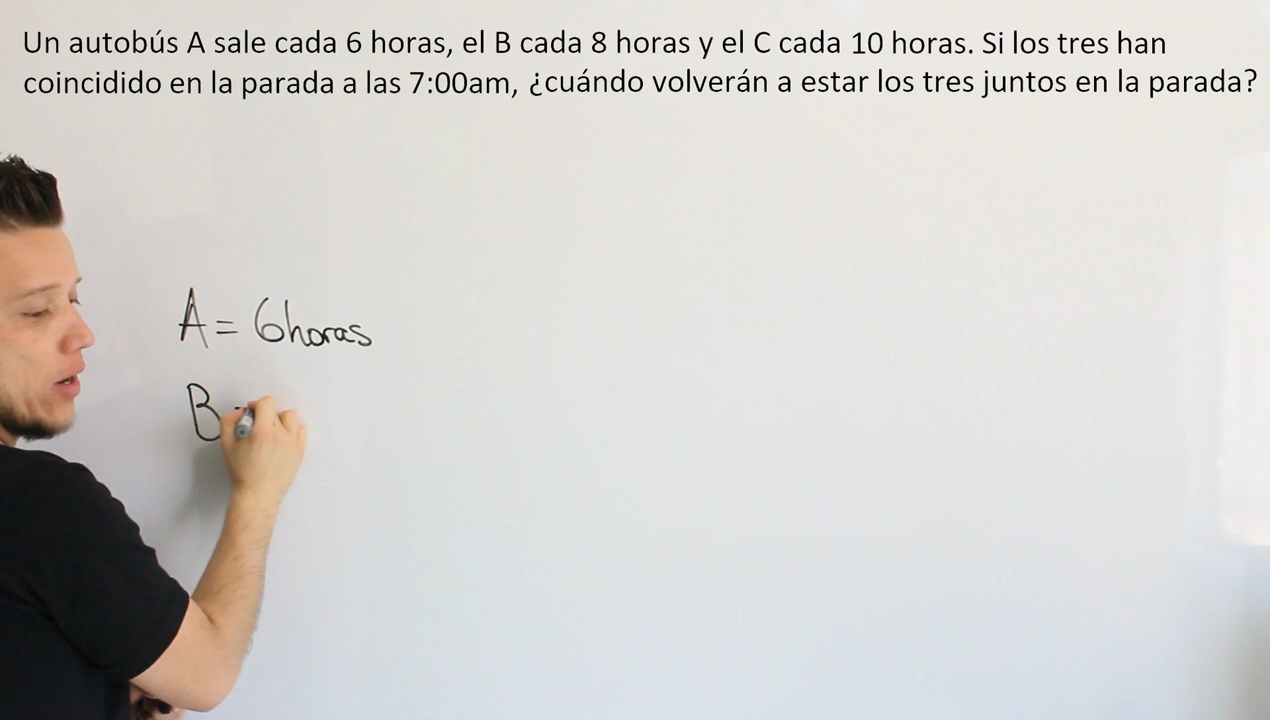 Un autobús A sale cada 6 horas, el B cada 8 horas y el C cada 10 horas. Si los tres han
coincidido en la parada a las 7:00am, ¿cuándo volverán a estar los tres juntos en la parada?
A = 6horas
B